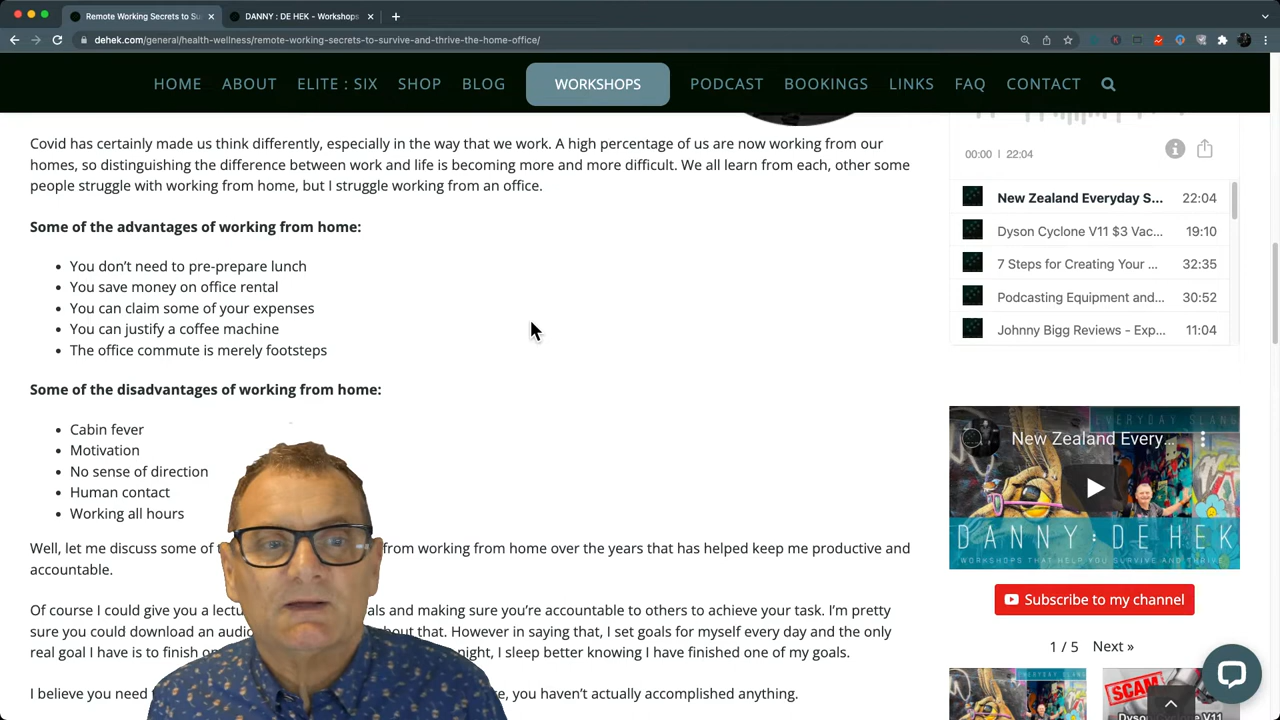 Remote Working Secrets to Su
DANNY : DE HEK - Workshops
dehek.com/general/health-wellness/remote-working-secrets-to-survive-and-thrive-the-home-office/
HOME ABOUT ELITE : SIX SHOP BLOG WORKSHOPS PODCAST BOOKINGS LINKS FAQ CONTACT
Covid has certainly made us think differently, especially in the way that we work. A high percentage of us are now working from our
homes, so distinguishing the difference between work and life is becoming more and more difficult. We all learn from each, other some
people struggle with working from home, but I struggle working from an office.
Some of the advantages of working from home:
• You don't need to pre-prepare lunch
• You save money on office rental
• You can claim some of your expenses
• You can justify a coffee machine
• The office commute is merely footsteps
Some of the disadvantages of working from home:
• Cabin fever
• Motivation
• No sense of direction
• Human contact
• Working all hours
Well, let me discuss some of from working from home over the years that has helped keep me productive and
accountable.
Of course I could give you a lectu als and making sure you're accountable to others to achieve your task. I'm pretty
sure you could download an audio bout that. However in saying that, I set goals for myself every day and the only
real goal I have is to finish night, I sleep better knowing I have finished one of my goals.
I believe you need you haven't actually accomplished anything.
00:00 | 22:04
New Zealand Everyday S... 22:04
Dyson Cyclone V11 $3 Vac... 19:10
7 Steps for Creating Your ... 32:35
Podcasting Equipment and... 30:52
Johnny Bigg Reviews - Exp... 11:04
EVERYDAY SLANG
New Zealand Every...
DANNY : DE HEK
WORKSHOPS THAT HELP YOU SURVIVE AND THRIVE
Subscribe to my channel
1 / 5 Next »
SCAM
Dyson Cyclone V11